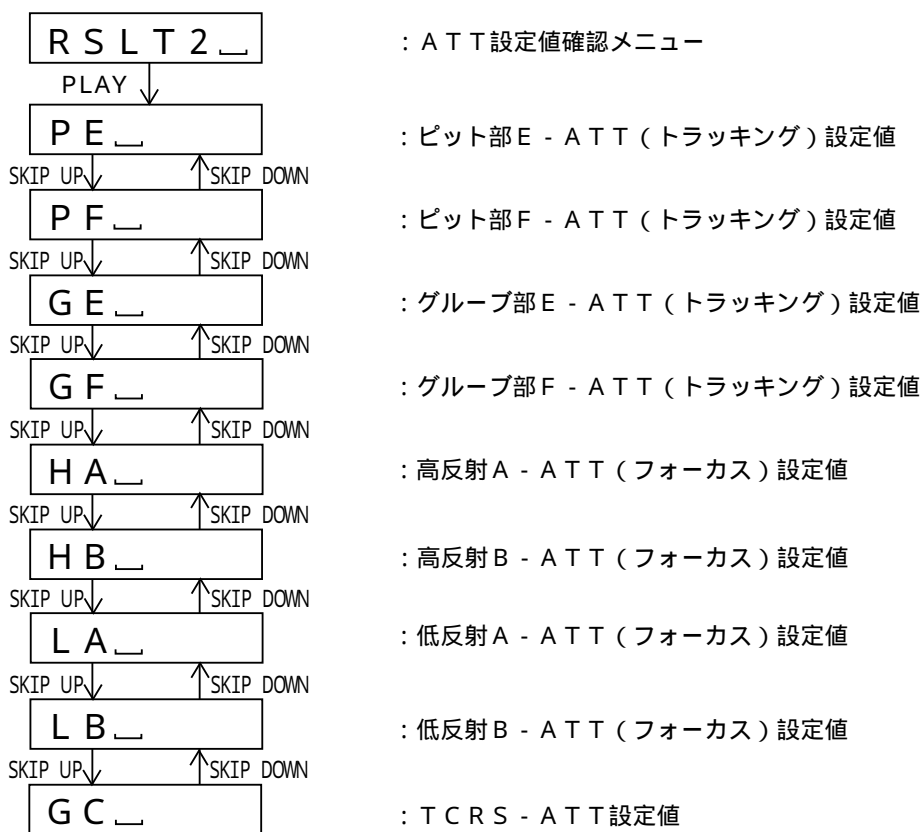 RSLT2⎵ ：ＡＴＴ設定値確認メニュー
PLAY
PE⎵ ：ピット部Ｅ‐ＡＴＴ（トラッキング）設定値
SKIP UP SKIP DOWN
PF⎵ ：ピット部Ｆ‐ＡＴＴ（トラッキング）設定値
SKIP UP SKIP DOWN
GE⎵ ：グルーブ部Ｅ‐ＡＴＴ（トラッキング）設定値
SKIP UP SKIP DOWN
GF⎵ ：グルーブ部Ｆ‐ＡＴＴ（トラッキング）設定値
SKIP UP SKIP DOWN
HA⎵ ：高反射Ａ‐ＡＴＴ（フォーカス）設定値
SKIP UP SKIP DOWN
HB⎵ ：高反射Ｂ‐ＡＴＴ（フォーカス）設定値
SKIP UP SKIP DOWN
LA⎵ ：低反射Ａ‐ＡＴＴ（フォーカス）設定値
SKIP UP SKIP DOWN
LB⎵ ：低反射Ｂ‐ＡＴＴ（フォーカス）設定値
SKIP UP SKIP DOWN
GC⎵ ：ＴＣＲＳ‐ＡＴＴ設定値